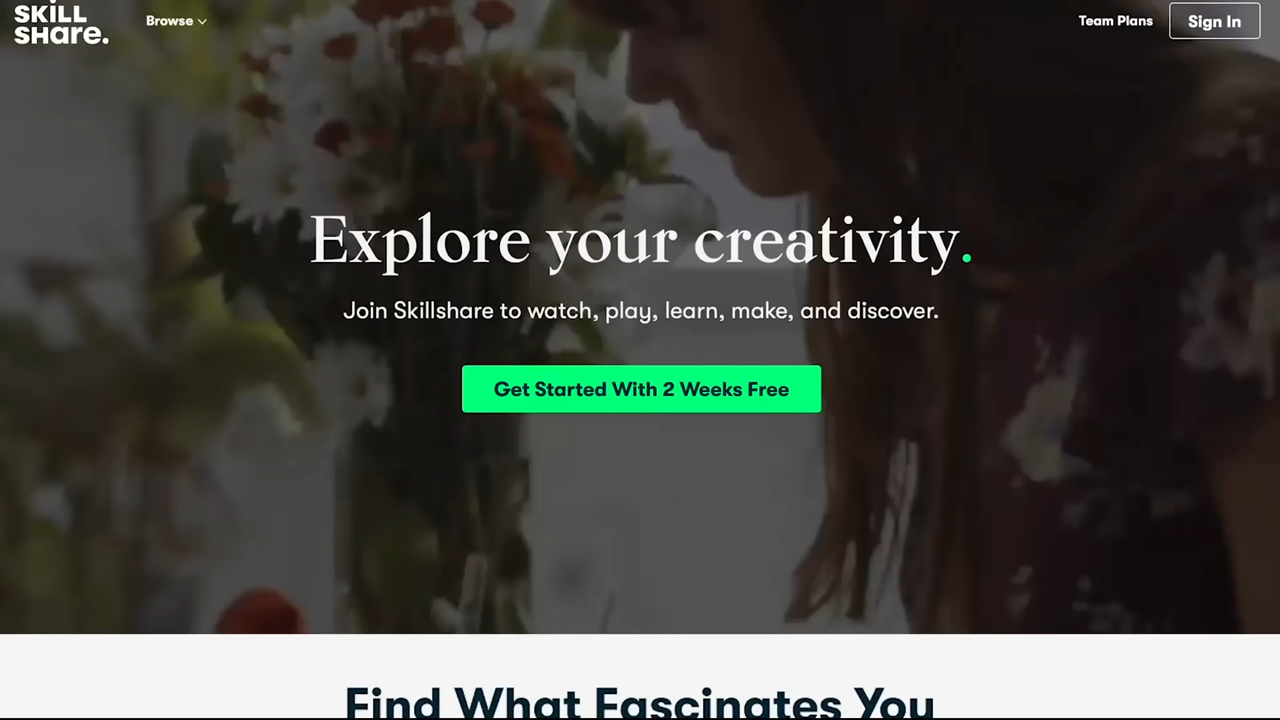 SKILL
SHare.
Browse
Team Plans
Sign In
Explore your creativity.
Join Skillshare to watch, play, learn, make, and discover.
Get Started With 2 Weeks Free
Find What Fascinates You